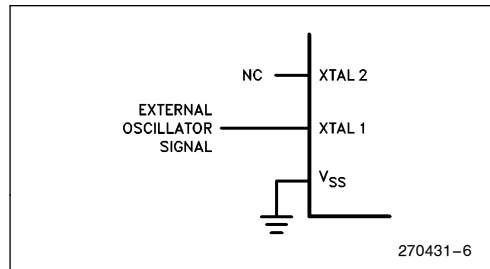 NC
XTAL 2
EXTERNAL
OSCILLATOR
SIGNAL
XTAL 1
VSS
270431-6